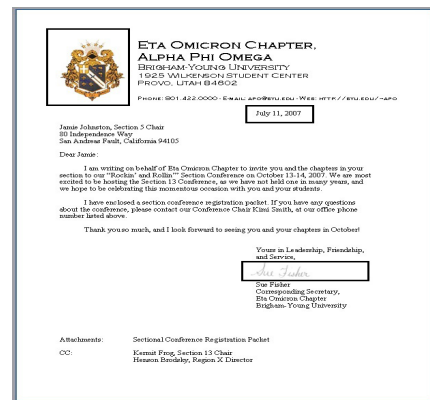 ETA OMICRON CHAPTER,
ALPHA PHI OMEGA
BRIGHAM-YOUNG UNIVERSITY
1925 WILKENSON STUDENT CENTER
PROVO, UTAH 84602
PHONE: 801.422.0000 · E-MAIL: APO@BYU.EDU · WEB: HTTP://BYU.EDU/~APO
July 11, 2007
Jamie Johnston, Section 5 Chair
80 Independence Way
San Andreas Fault, California 94105
Dear Jamie:
I am writing on behalf of Eta Omicron Chapter to invite you and the chapters in your
section to our "Rockin' and Rollin'" Section Conference on October 13-14, 2007. We are most
excited to be hosting the Section 13 Conference, as we have not held one in many years, and
we hope to be celebrating this momentous occasion with you and your students.
I have enclosed a section conference registration packet. If you have any questions
about the conference, please contact our Conference Chair Kimi Smith, at our office phone
number listed above.
Thank you so much, and I look forward to seeing you and your chapters in October!
Yours in Leadership, Friendship,
and Service,
Sue Fisher
Sue Fisher
Corresponding Secretary,
Eta Omicron Chapter
Brigham-Young University
Attachments: Sectional Conference Registration Packet
CC: Kermit Frog, Section 13 Chair
Henson Brodsky, Region X Director